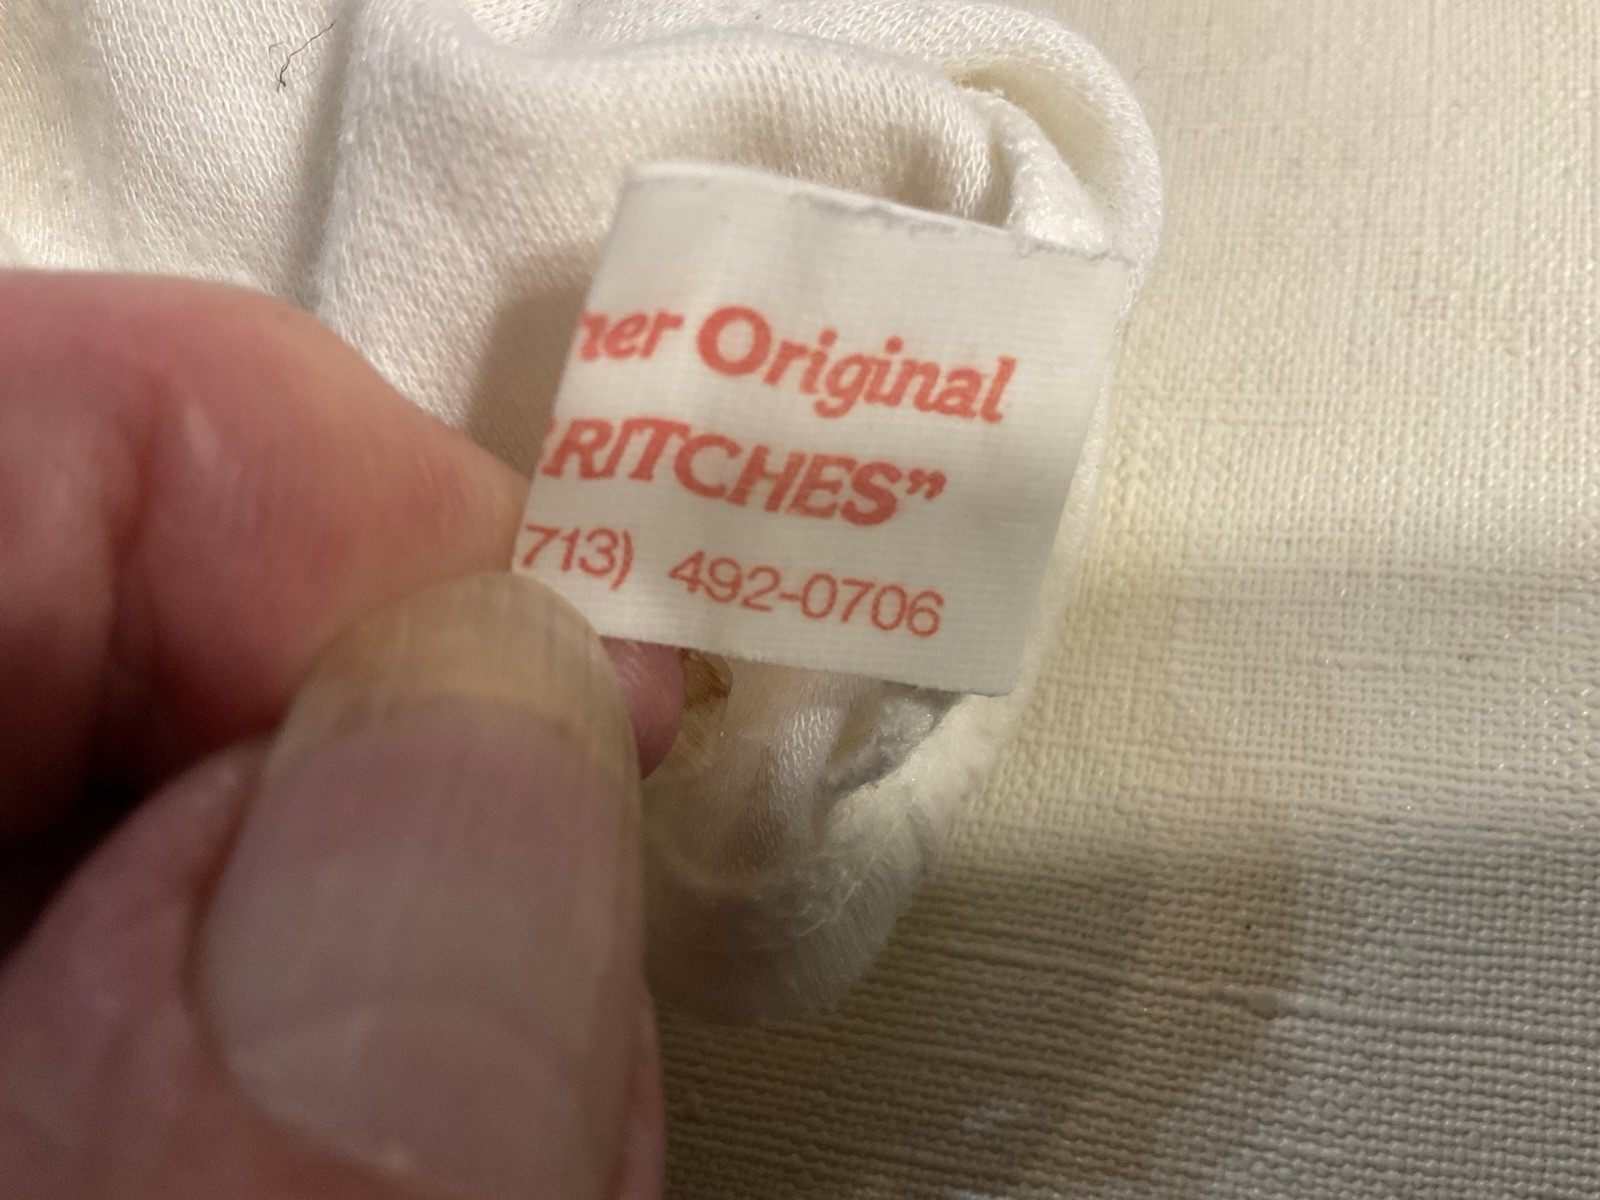 ner Original
RITCHES”
713) 492-0706